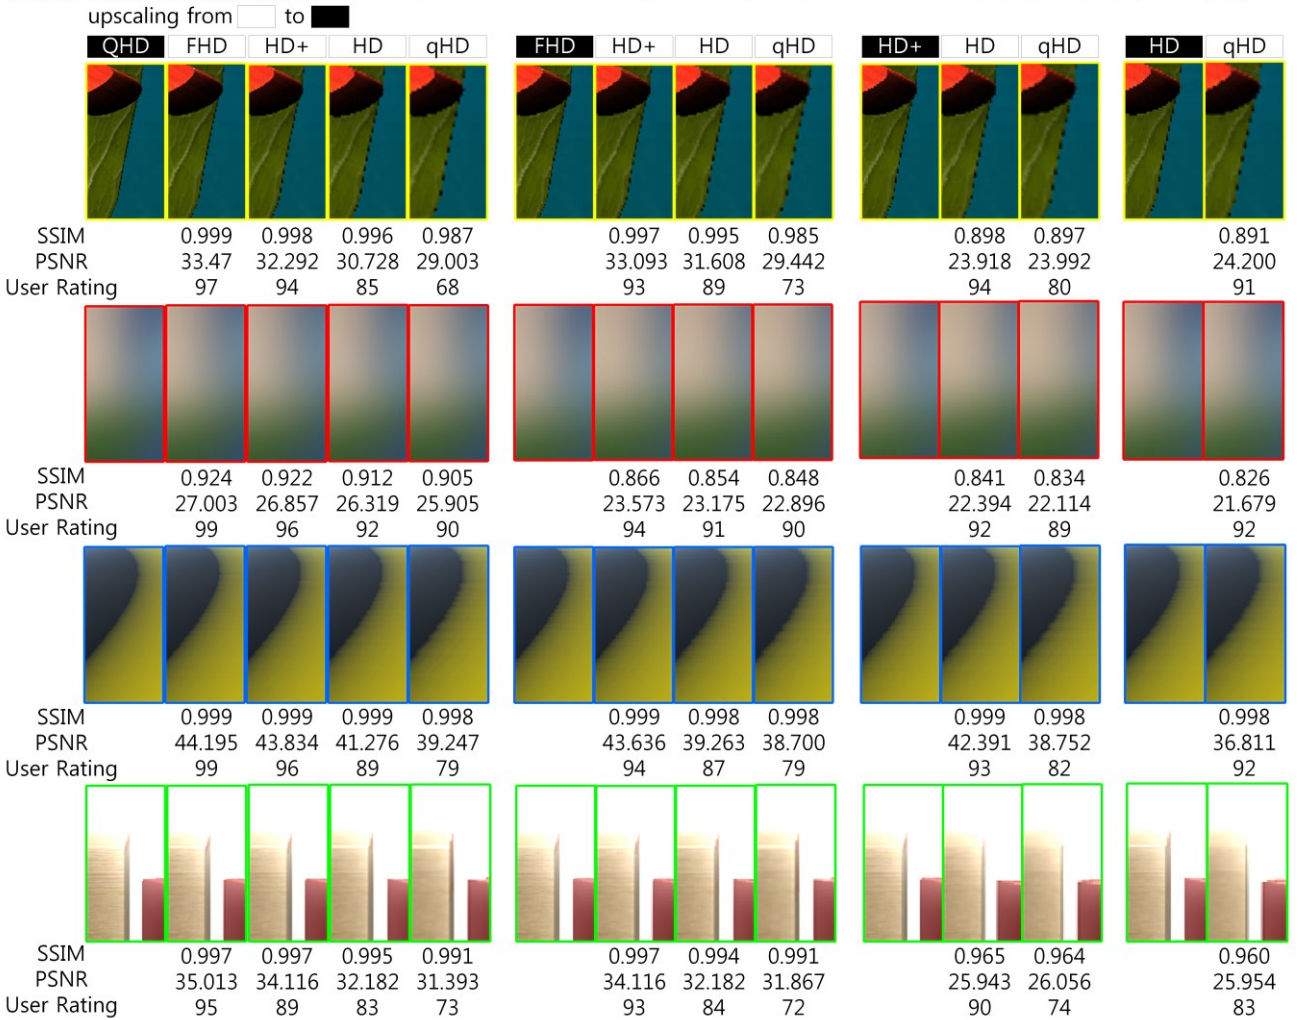 upscaling from to
QHD FHD HD+ HD qHD FHD HD+ HD qHD HD+ HD qHD HD qHD
SSIM 0.999 0.998 0.996 0.987 0.997 0.995 0.985 0.898 0.897 0.891
PSNR 33.47 32.292 30.728 29.003 33.093 31.608 29.442 23.918 23.992 24.200
User Rating 97 94 85 68 93 89 73 94 80 91
SSIM 0.924 0.922 0.912 0.905 0.866 0.854 0.848 0.841 0.834 0.826
PSNR 27.003 26.857 26.319 25.905 23.573 23.175 22.896 22.394 22.114 21.679
User Rating 99 96 92 90 94 91 90 92 89 92
SSIM 0.999 0.999 0.999 0.998 0.999 0.998 0.998 0.999 0.998 0.998
PSNR 44.195 43.834 41.276 39.247 43.636 39.263 38.700 42.391 38.752 36.811
User Rating 99 96 89 79 94 87 79 93 82 92
SSIM 0.997 0.997 0.995 0.991 0.997 0.994 0.991 0.965 0.964 0.960
PSNR 35.013 34.116 32.182 31.393 34.116 32.182 31.867 25.943 26.056 25.954
User Rating 95 89 83 73 93 84 72 90 74 83